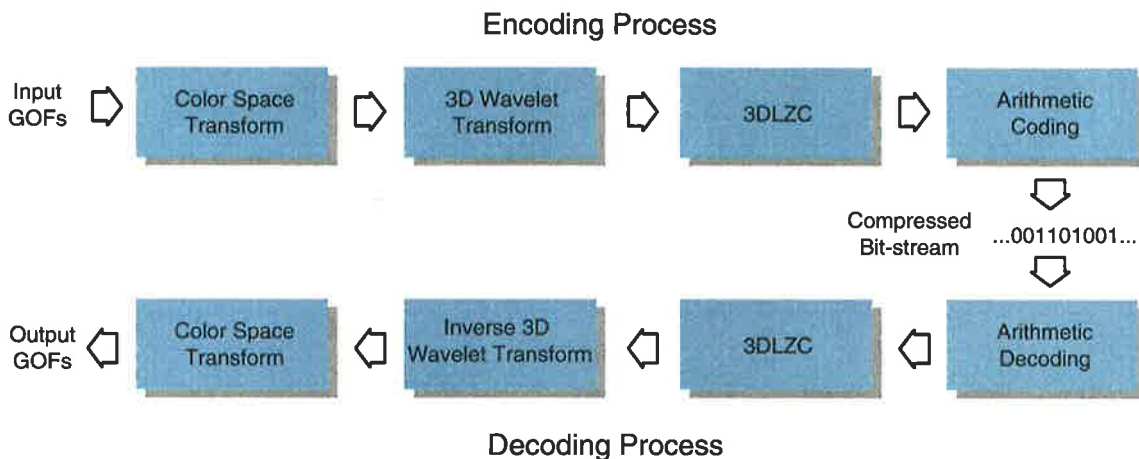 Encoding Process
Input
GOFs
Color Space
Transform
3D Wavelet
Transform
3DLZC
Arithmetic
Coding
Compressed
Bit-stream
...001101001...
Output
GOFs
Color Space
Transform
Inverse 3D
Wavelet Transform
3DLZC
Arithmetic
Decoding
Decoding Process